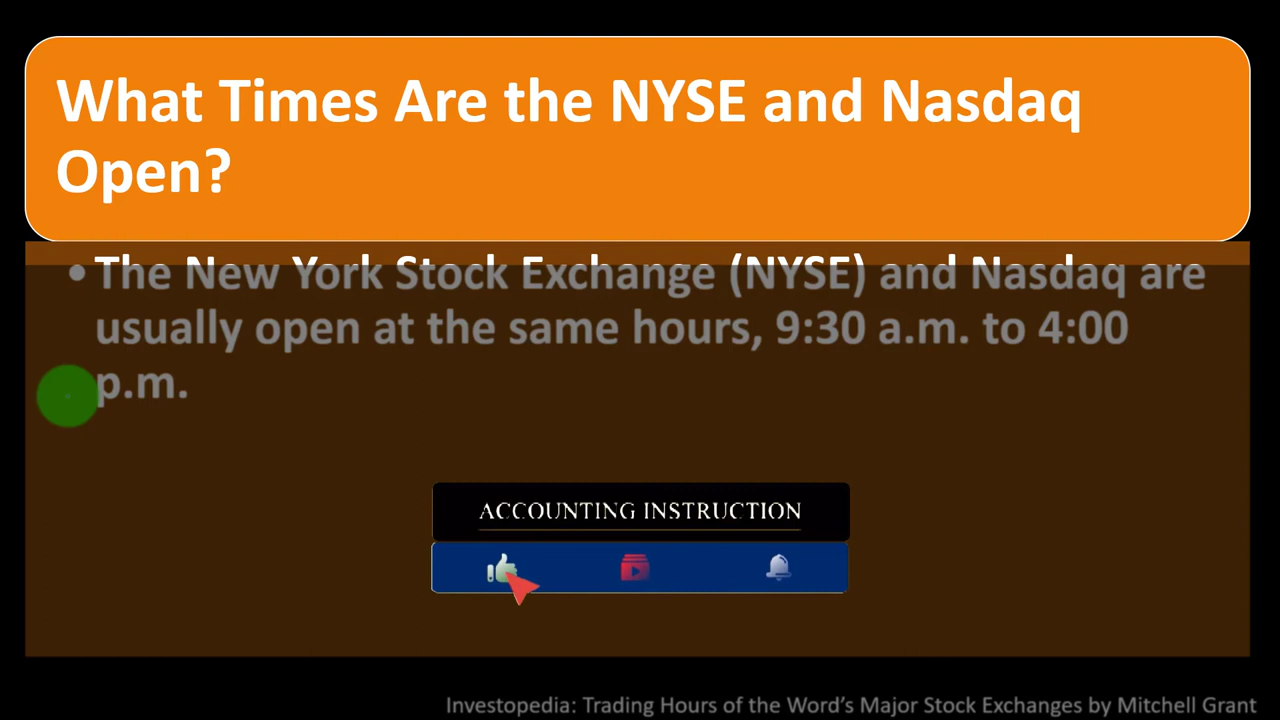 What Times Are the NYSE and Nasdaq
Open?
• The New York Stock Exchange (NYSE) and Nasdaq are
usually open at the same hours, 9:30 a.m. to 4:00
p.m.
ACCOUNTING INSTRUCTION
Investopedia: Trading Hours of the Word’s Major Stock Exchanges by Mitchell Grant